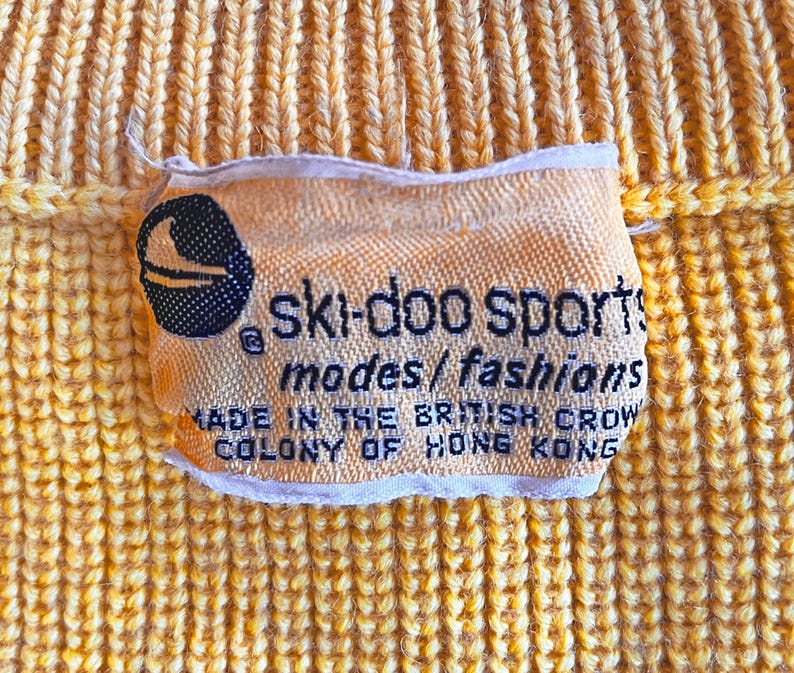 ® ski-doo sports
modes/fashions
MADE IN THE BRITISH CROWN
COLONY OF HONG KONG